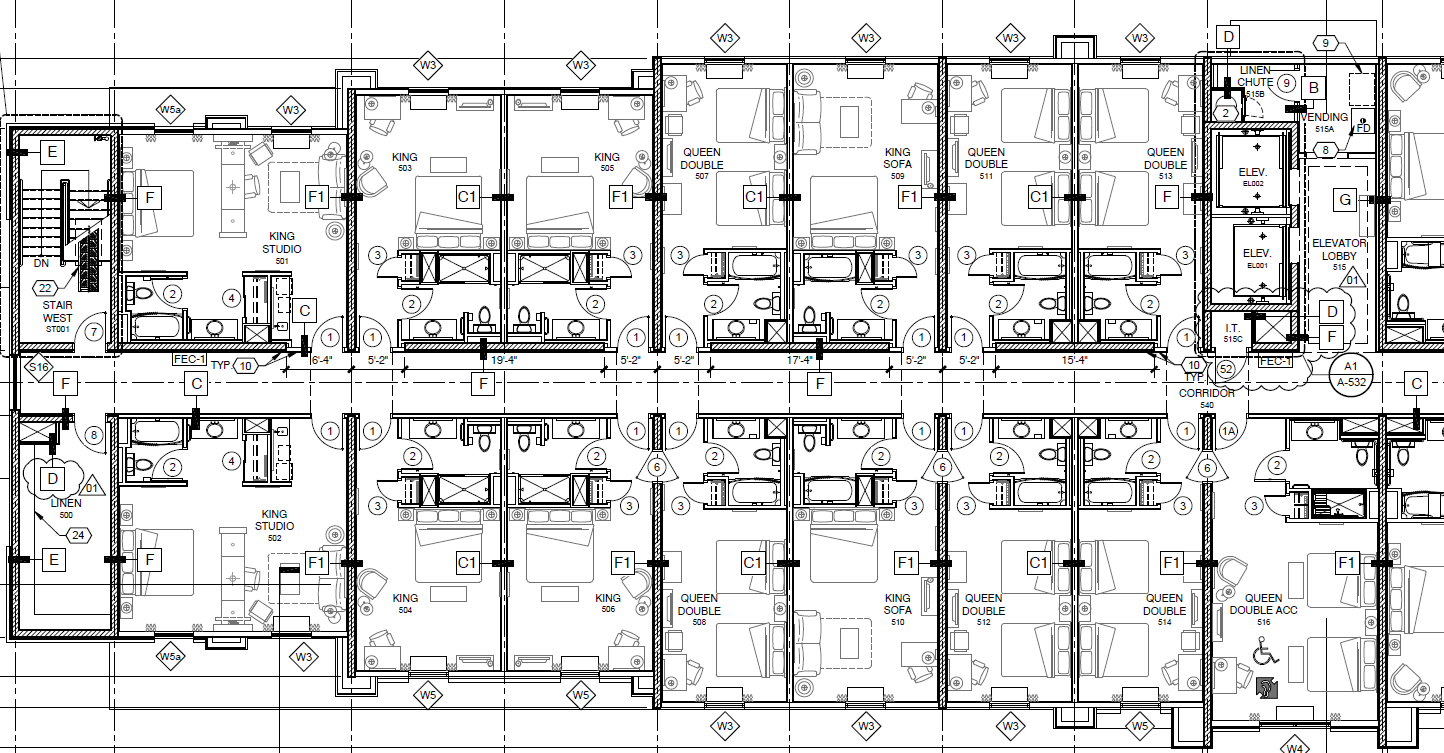 W3
W3
W3
W3
D
9
W3
W3
LINEN
CHUTE
515B
9
B
W5a
W3
2
VENDING
515A
FD
E
8
KING
503
KING
505
QUEEN
DOUBLE
507
KING
SOFA
509
QUEEN
DOUBLE
511
QUEEN
DOUBLE
513
ELEV.
EL002
F
F1
C1
F1
C1
F1
C1
F
G
KING
STUDIO
501
ELEVATOR
LOBBY
515
ELEV.
EL001
DN
3
3
3
3
3
3
01
22
2
4
2
2
2
2
2
2
STAIR
WEST
ST001
C
D
7
1
1
1
1
1
1
1
I.T.
515C
F
FEC-1
TYP.
10
6'-4"
5'-2"
19'-4"
5'-2"
5'-2"
17'-4"
5'-2"
5'-2"
15'-4"
10
TYP.
52
FEC-1
A1
A-532
S16
F
C
F
F
CORRIDOR
540
C
8
1
1
1
1
1
1
1
1A
2
4
2
2
2
2
2
2
2
6
6
6
D
01
LINEN
500
3
3
3
3
3
3
3
24
KING
STUDIO
502
E
F
F1
C1
F1
C1
F1
C1
F1
F1
KING
504
KING
506
QUEEN
DOUBLE
508
KING
SOFA
510
QUEEN
DOUBLE
512
QUEEN
DOUBLE
514
QUEEN
DOUBLE ACC
516
W5a
W3
W5
W5
W3
W3
W3
W5
W4